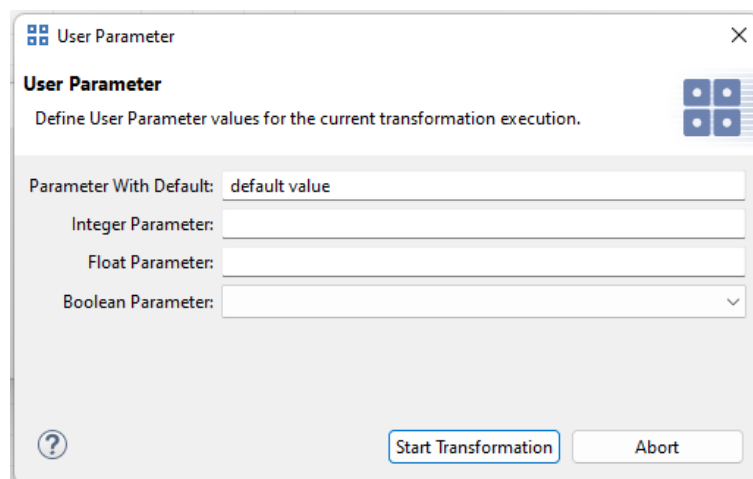 User Parameter
User Parameter
Define User Parameter values for the current transformation execution.
Parameter With Default: default value
Integer Parameter:
Float Parameter:
Boolean Parameter:
? Start Transformation Abort